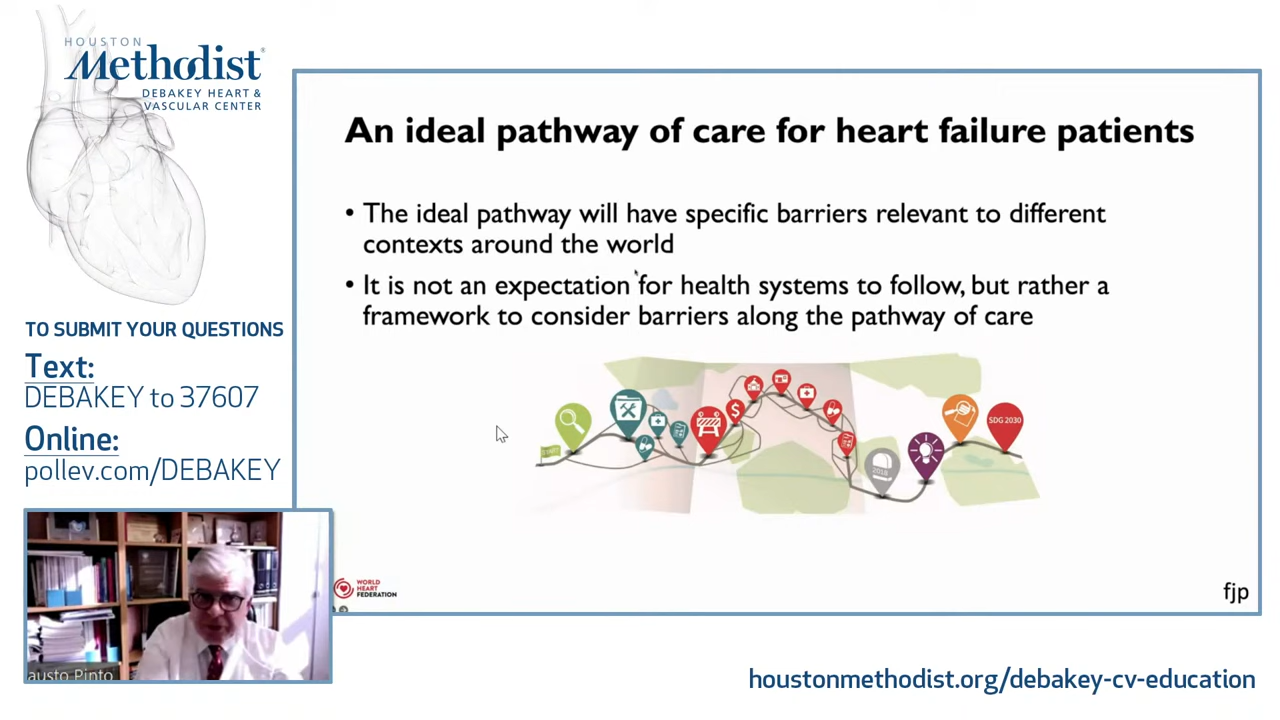 HOUSTON
Methodist®
DEBAKEY HEART &
VASCULAR CENTER
TO SUBMIT YOUR QUESTIONS
Text:
DEBAKEY to 37607
Online:
pollev.com/DEBAKEY
An ideal pathway of care for heart failure patients
• The ideal pathway will have specific barriers relevant to different
contexts around the world
• It is not an expectation for health systems to follow, but rather a
framework to consider barriers along the pathway of care
$
2018
SDG 2030
WORLD
HEART
FEDERATION
fjp
austo Pinto
houstonmethodist.org/debakey-cv-education